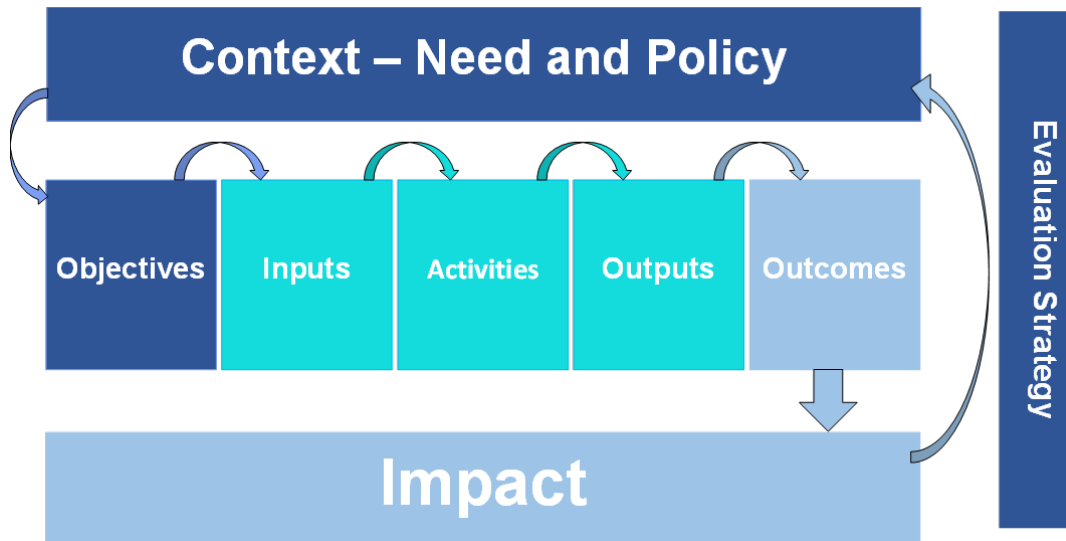 Context – Need and Policy
Objectives
Inputs
Activities
Outputs
Outcomes
Impact
Evaluation Strategy